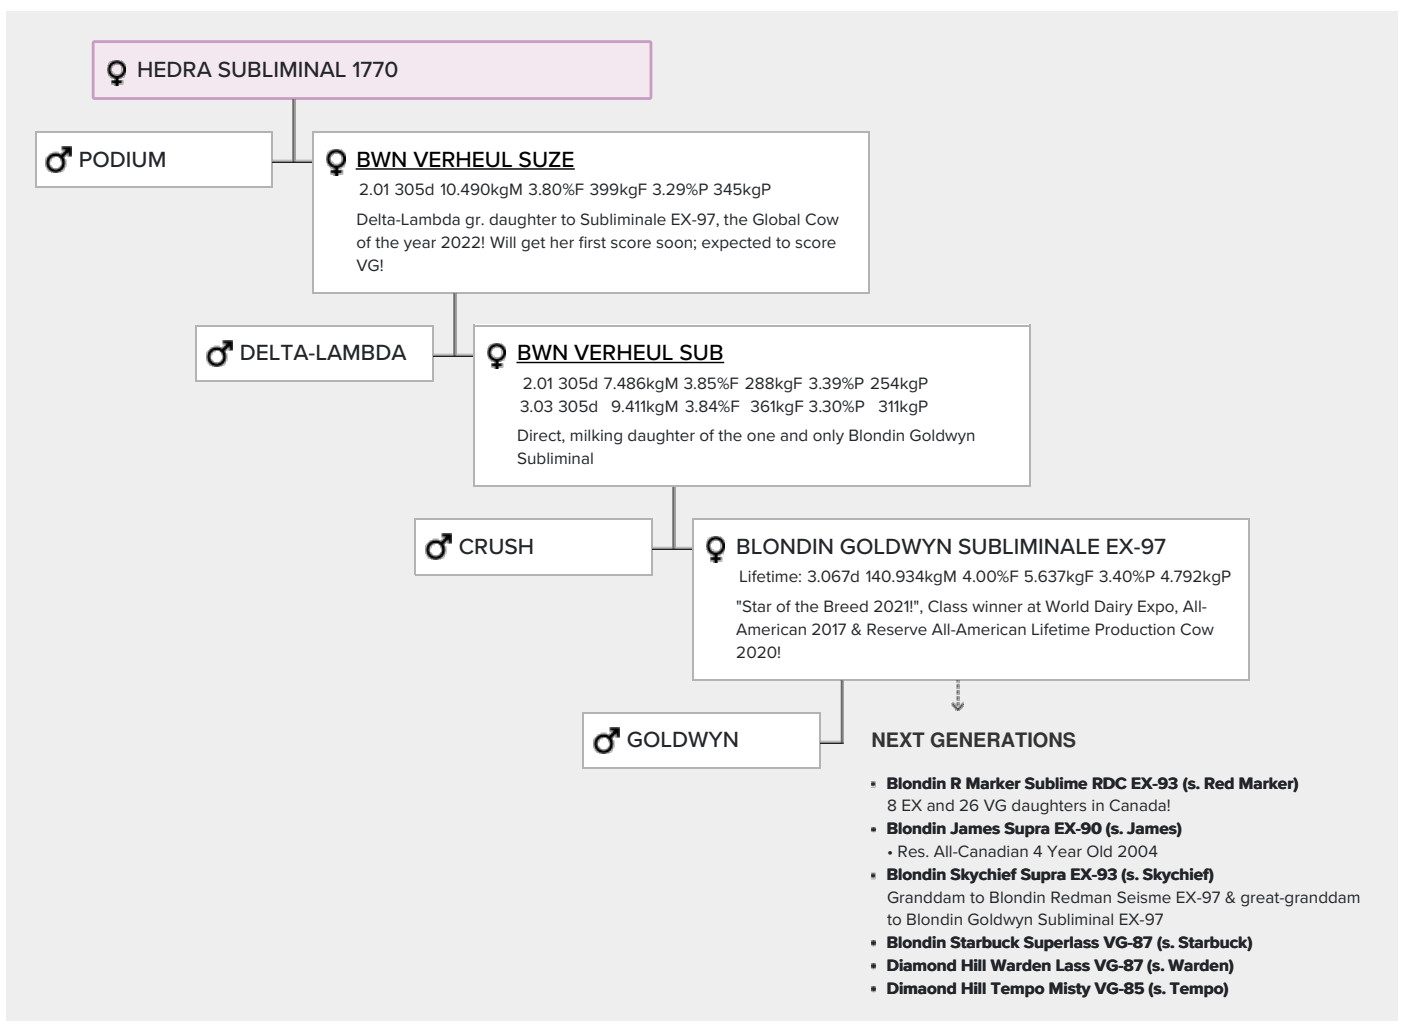 HEDRA SUBLIMINAL 1770
PODIUM
BWN VERHEUL SUZE
2.01 305d 10.490kgM 3.80%F 399kgF 3.29%P 345kgP
Delta-Lambda gr. daughter to Subliminale EX-97, the Global Cow
of the year 2022! Will get her first score soon; expected to score
VG!
DELTA-LAMBDA
BWN VERHEUL SUB
2.01 305d 7.486kgM 3.85%F 288kgF 3.39%P 254kgP
3.03 305d 9.411kgM 3.84%F 361kgF 3.30%P 311kgP
Direct, milking daughter of the one and only Blondin Goldwyn
Subliminal
CRUSH
BLONDIN GOLDWYN SUBLIMINALE EX-97
Lifetime: 3.067d 140.934kgM 4.00%F 5.637kgF 3.40%P 4.792kgP
"Star of the Breed 2021!", Class winner at World Dairy Expo, All-
American 2017 & Reserve All-American Lifetime Production Cow
2020!
GOLDWYN
NEXT GENERATIONS
Blondin R Marker Sublime RDC EX-93 (s. Red Marker)
8 EX and 26 VG daughters in Canada!
Blondin James Supra EX-90 (s. James)
• Res. All-Canadian 4 Year Old 2004
Blondin Skychief Supra EX-93 (s. Skychief)
Granddam to Blondin Redman Seisme EX-97 & great-granddam
to Blondin Goldwyn Subliminal EX-97
Blondin Starbuck Superlass VG-87 (s. Starbuck)
Diamond Hill Warden Lass VG-87 (s. Warden)
Dimaond Hill Tempo Misty VG-85 (s. Tempo)